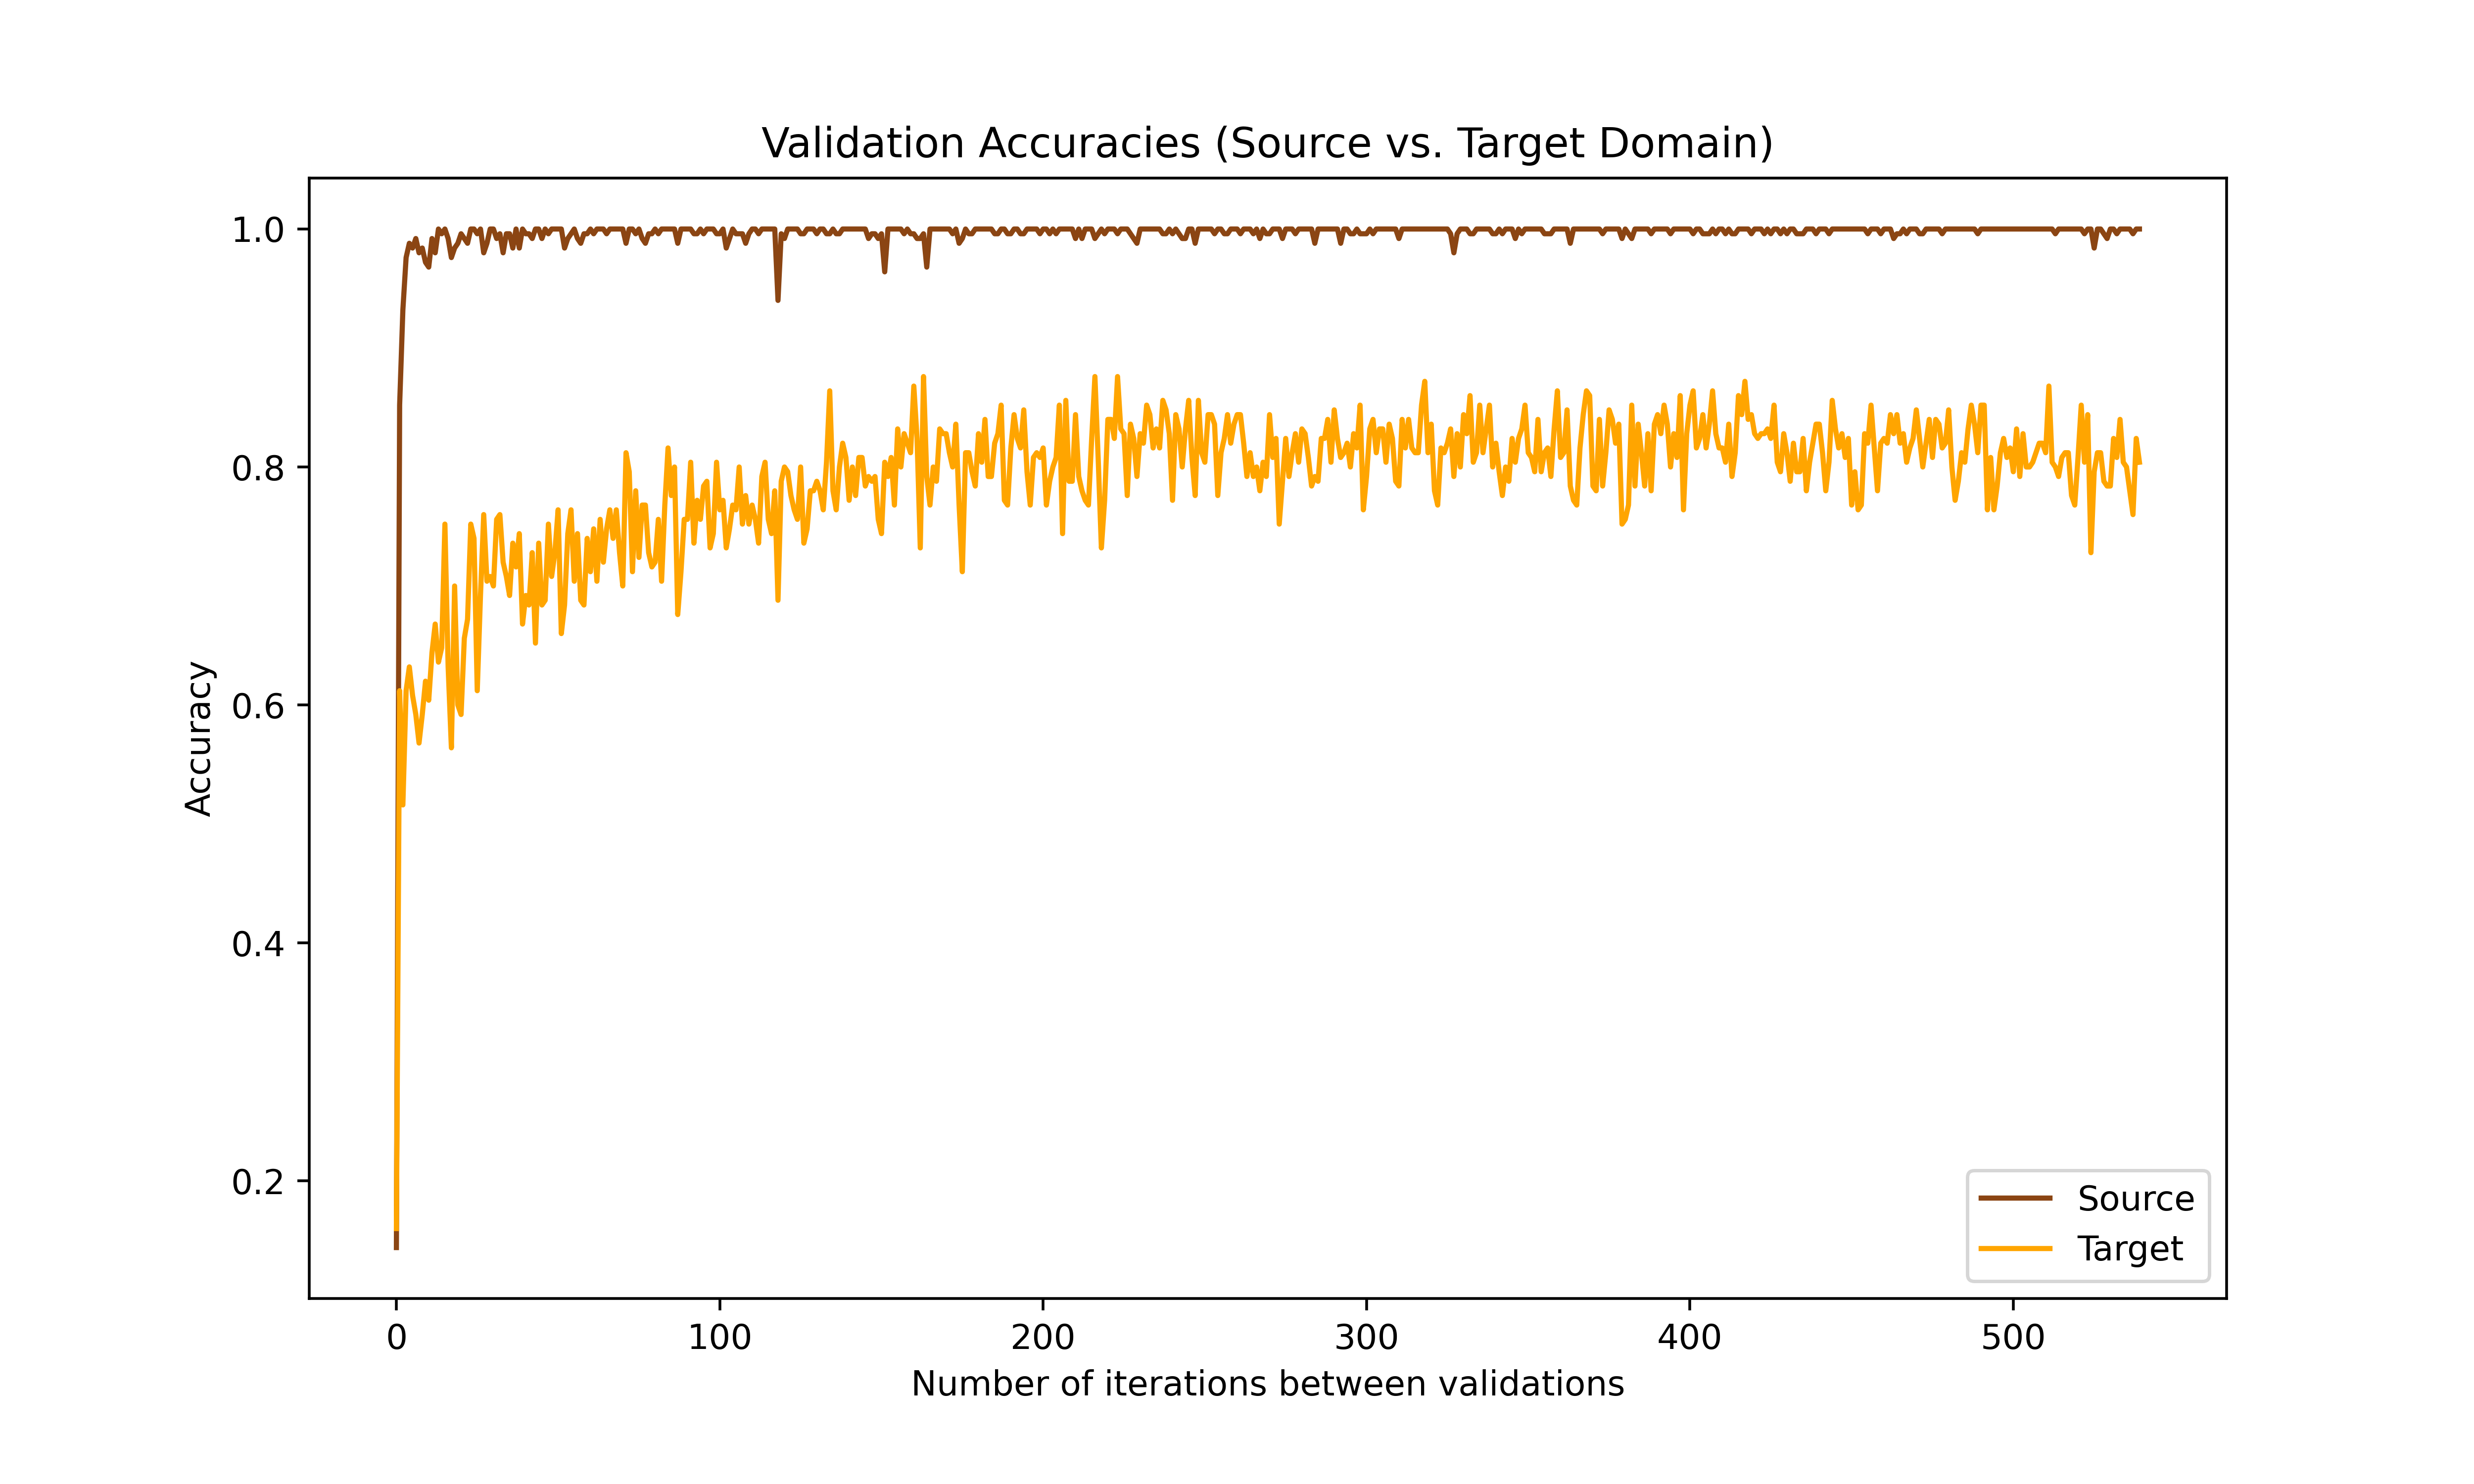 Validation Accuracies (Source vs. Target Domain)
1.0
0.8
0.6
0.4
0.2
Accuracy
0 100 200 300 400 500
Number of iterations between validations
Source
Target